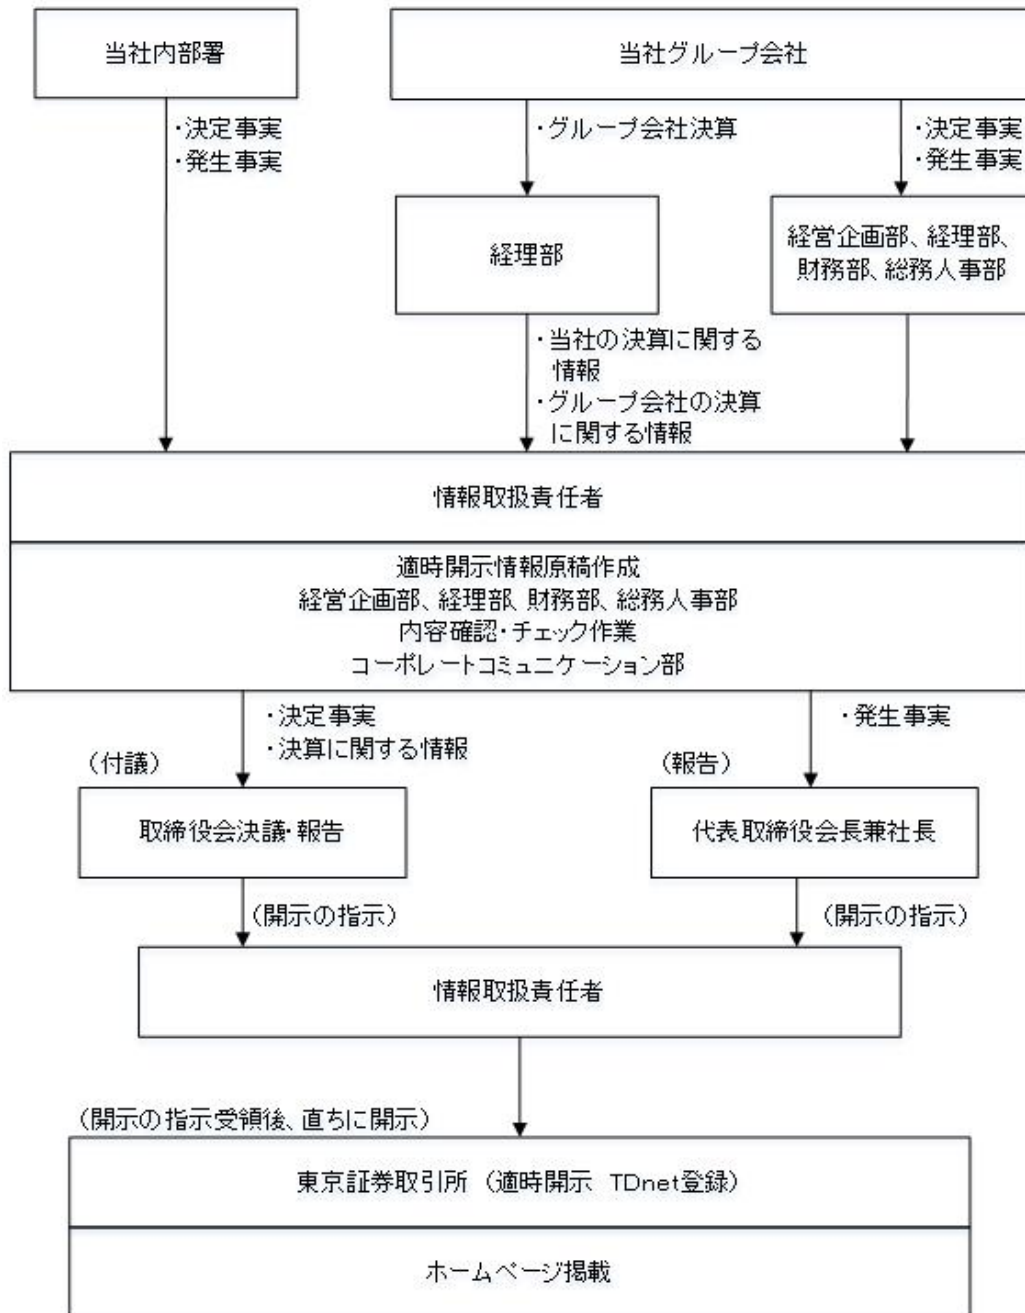 当社内部署
当社グループ会社
・決定事実
・発生事実
・グループ会社決算
・決定事実
・発生事実
経理部
経営企画部、経理部、
財務部、総務人事部
・当社の決算に関する
情報
・グループ会社の決算
に関する情報
情報取扱責任者
適時開示情報原稿作成
経営企画部、経理部、財務部、総務人事部
内容確認・チェック作業
コーポレートコミュニケーション部
・決定事実
・決算に関する情報
・発生事実
（付議）
（報告）
取締役会決議・報告
代表取締役会長兼社長
（開示の指示）
（開示の指示）
情報取扱責任者
（開示の指示受領後、直ちに開示）
東京証券取引所（適時開示　TDnet登録）
ホームページ掲載